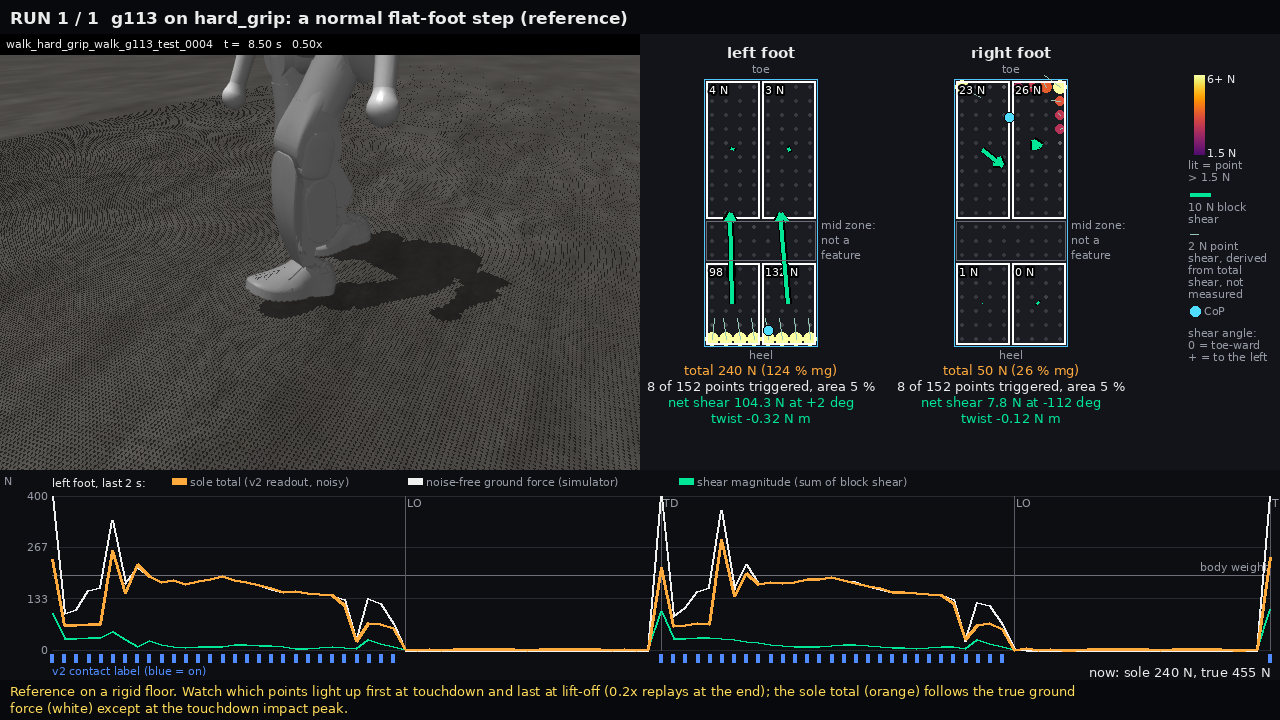 RUN 1 / 1  g113 on hard_grip: a normal flat-foot step (reference)
walk_hard_grip_walk_g113_test_0004   t =  8.50 s   0.50x
left foot
right foot
toe
toe
4 N
3 N
23 N
26 N
6+ N
1.5 N
lit = point
> 1.5 N
10 N block
shear
2 N point
shear, derived
from total
shear, not
measured
CoP
shear angle:
0 = toe-ward
+ = to the left
mid zone:
not a
feature
mid zone:
not a
feature
98
132 N
1 N
0 N
heel
heel
total 240 N (124 % mg)
8 of 152 points triggered, area 5 %
net shear 104.3 N at +2 deg
twist -0.32 N m
total 50 N (26 % mg)
8 of 152 points triggered, area 5 %
net shear 7.8 N at -112 deg
twist -0.12 N m
N
left foot, last 2 s:
sole total (v2 readout, noisy)
noise-free ground force (simulator)
shear magnitude (sum of block shear)
400
267
133
0
LO
TD
LO
T
body weight
v2 contact label (blue = on)
now: sole 240 N, true 455 N
Reference on a rigid floor. Watch which points light up first at touchdown and last at lift-off (0.2x replays at the end); the sole total (orange) follows the true ground
force (white) except at the touchdown impact peak.